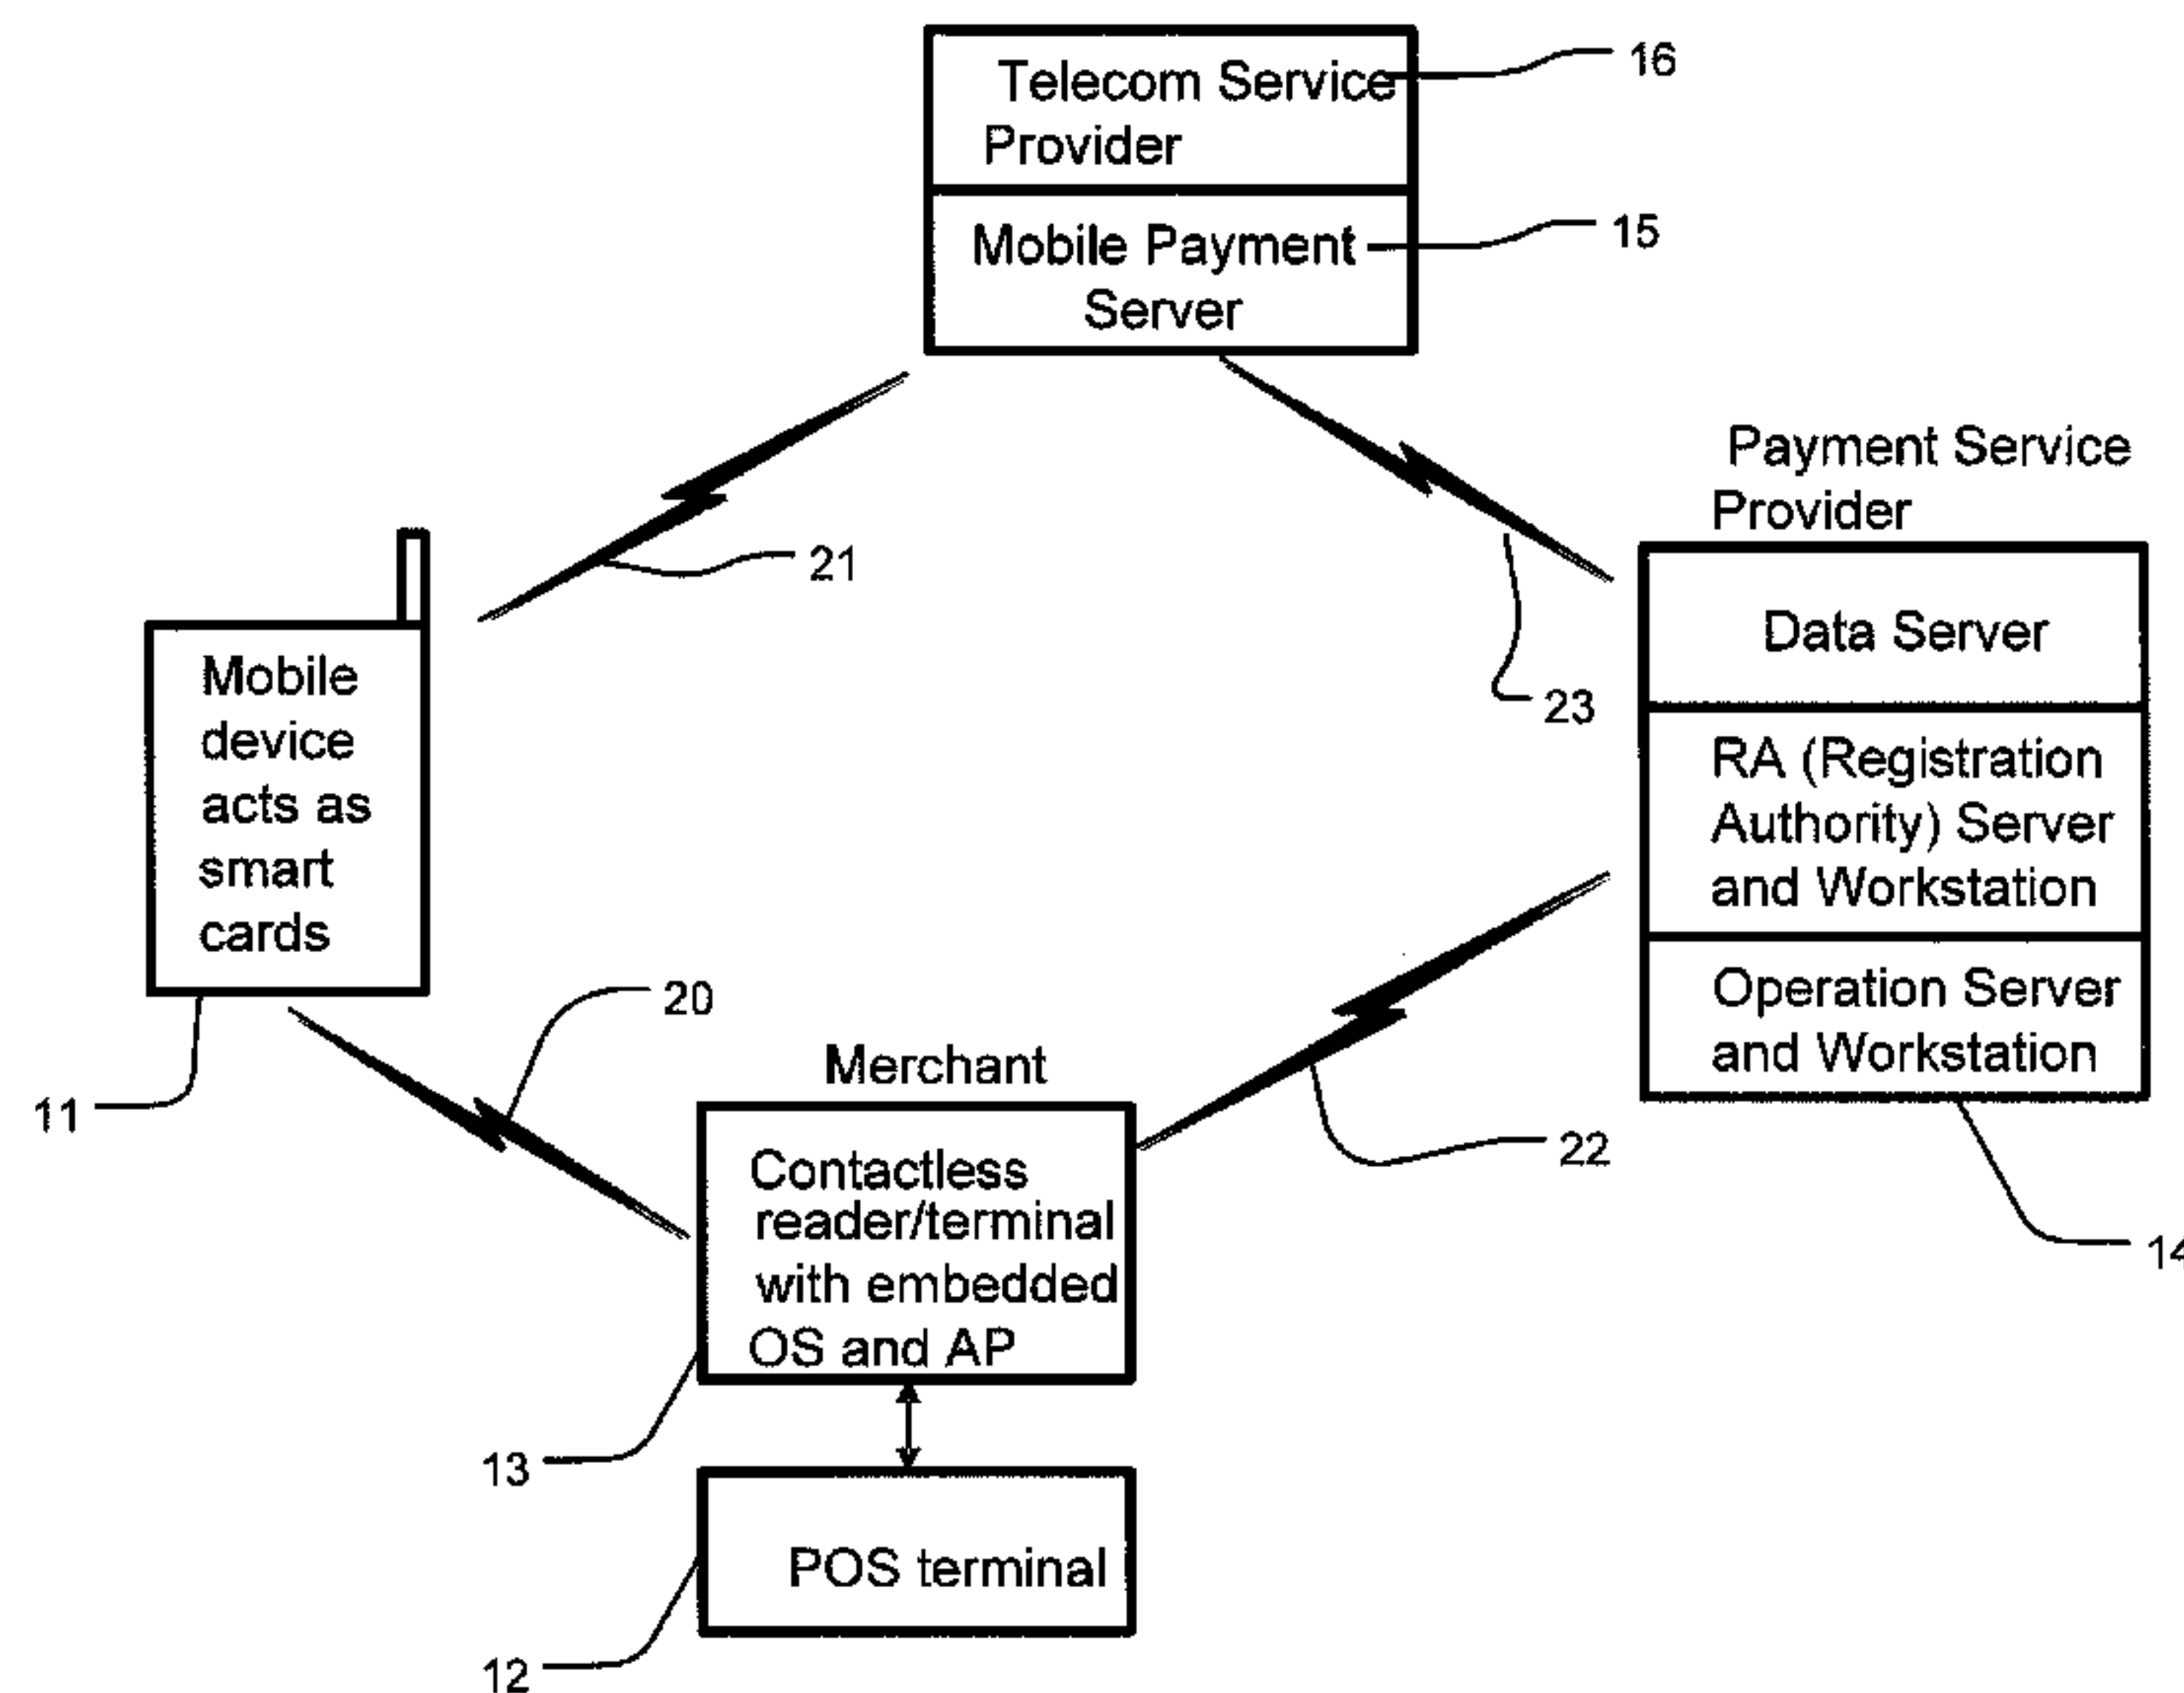 Telecom Service
Provider
16
Mobile Payment
Server
15
Payment Service
Provider
Data Server
RA (Registration
Authority) Server
and Workstation
Operation Server
and Workstation
14
21
23
Mobile
device
acts as
smart
cards
11
20
22
Merchant
Contactless
reader/terminal
with embedded
OS and AP
13
POS terminal
12